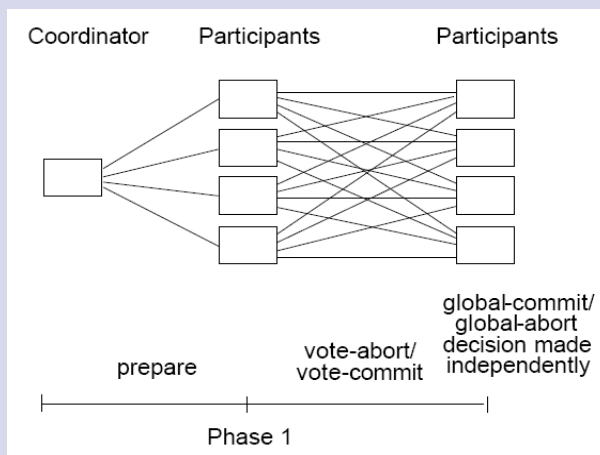 Coordinator
Participants
Participants
prepare
vote-abort/
vote-commit
global-commit/
global-abort
decision made
independently
Phase 1